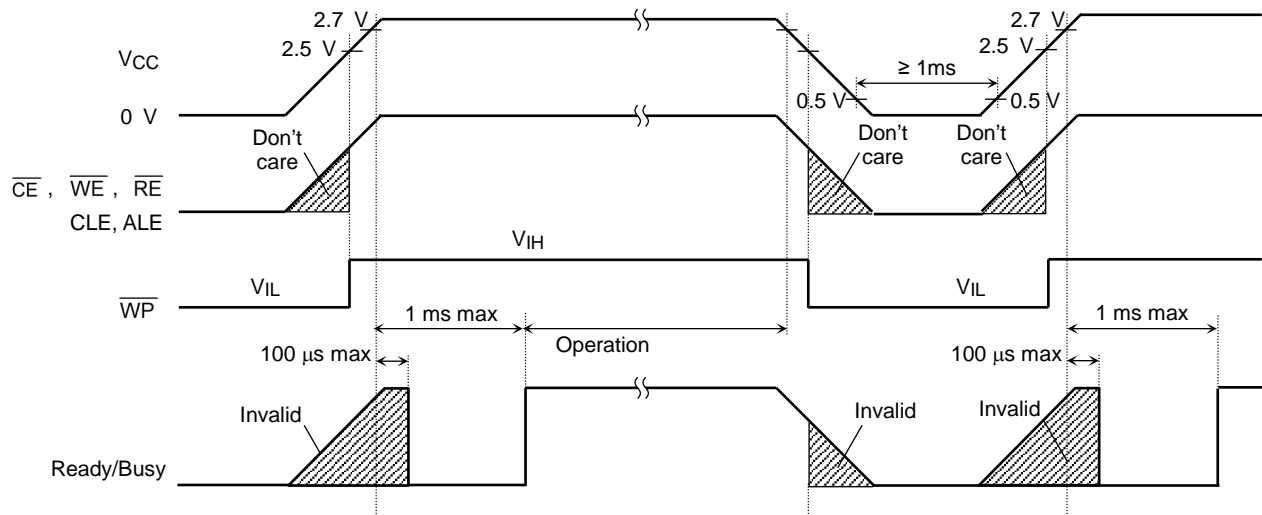 2.7 V
2.5 V
VCC
0 V
≥ 1ms
0.5 V
2.7 V
2.5 V
0.5 V
Don't
care
Don't
care
Don't
care
CE , WE , RE
CLE, ALE
VIH
VIL
VIL
WP
1 ms max
Operation
1 ms max
100 μs max
100 μs max
Invalid
Invalid
Invalid
Ready/Busy